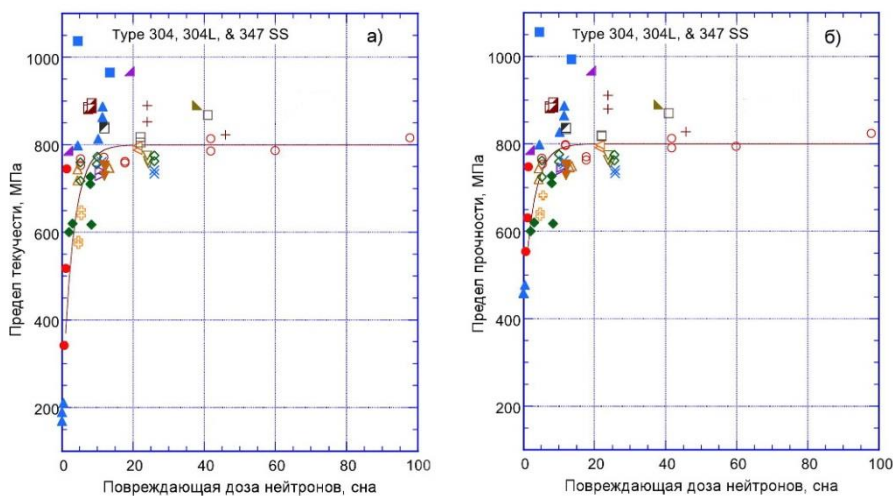 Type 304, 304L, & 347 SS
а)
1000
800
600
400
200
0
20
40
60
80
100
Предел текучести, МПа
Повреждающая доза нейтронов, сна
Type 304, 304L, & 347 SS
б)
1000
800
600
400
200
0
20
40
60
80
100
Предел прочности, МПа
Повреждающая доза нейтронов, сна